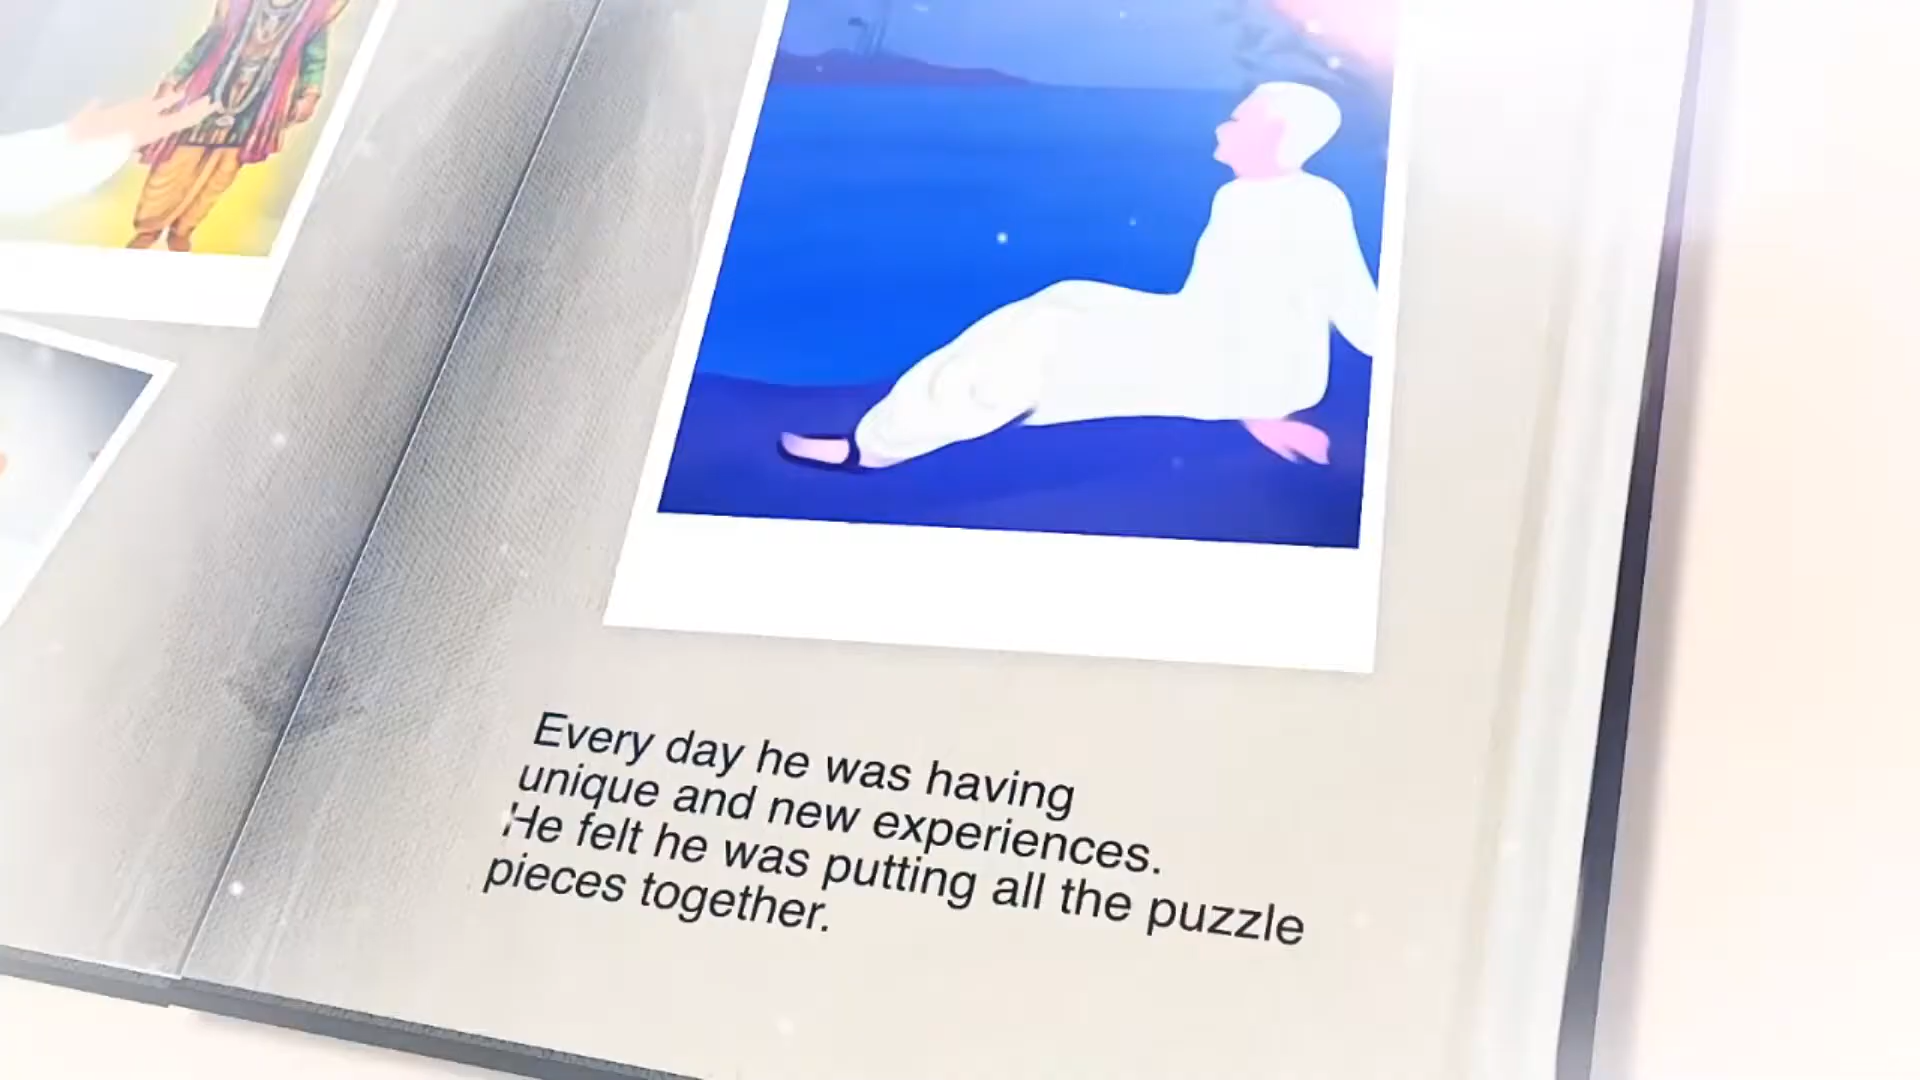 Every day he was having
unique and new experiences.
He felt he was putting all the puzzle
pieces together.